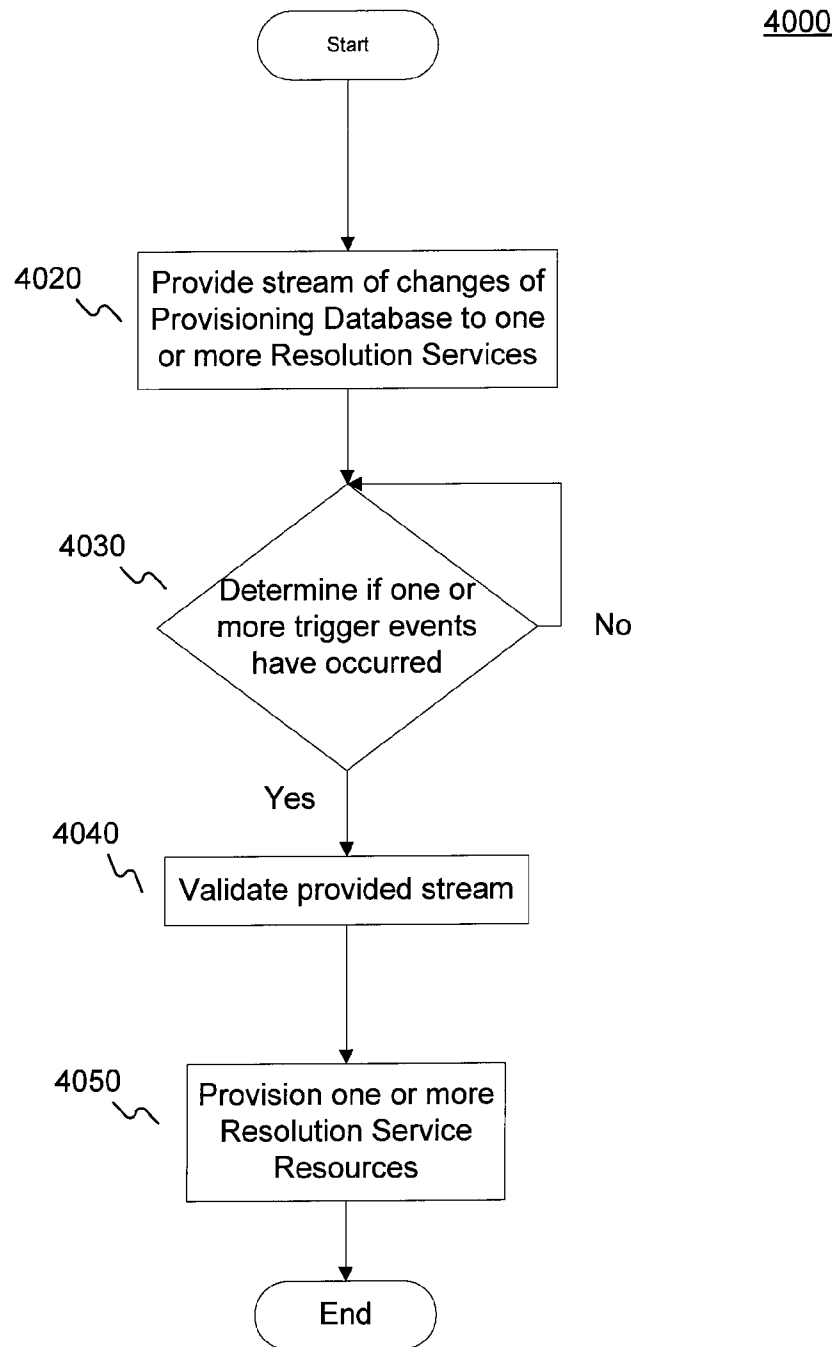 4000
Start
4020
Provide stream of changes of
Provisioning Database to one
or more Resolution Services
4030
Determine if one or
more trigger events
have occurred
No
Yes
4040
Validate provided stream
4050
Provision one or more
Resolution Service
Resources
End